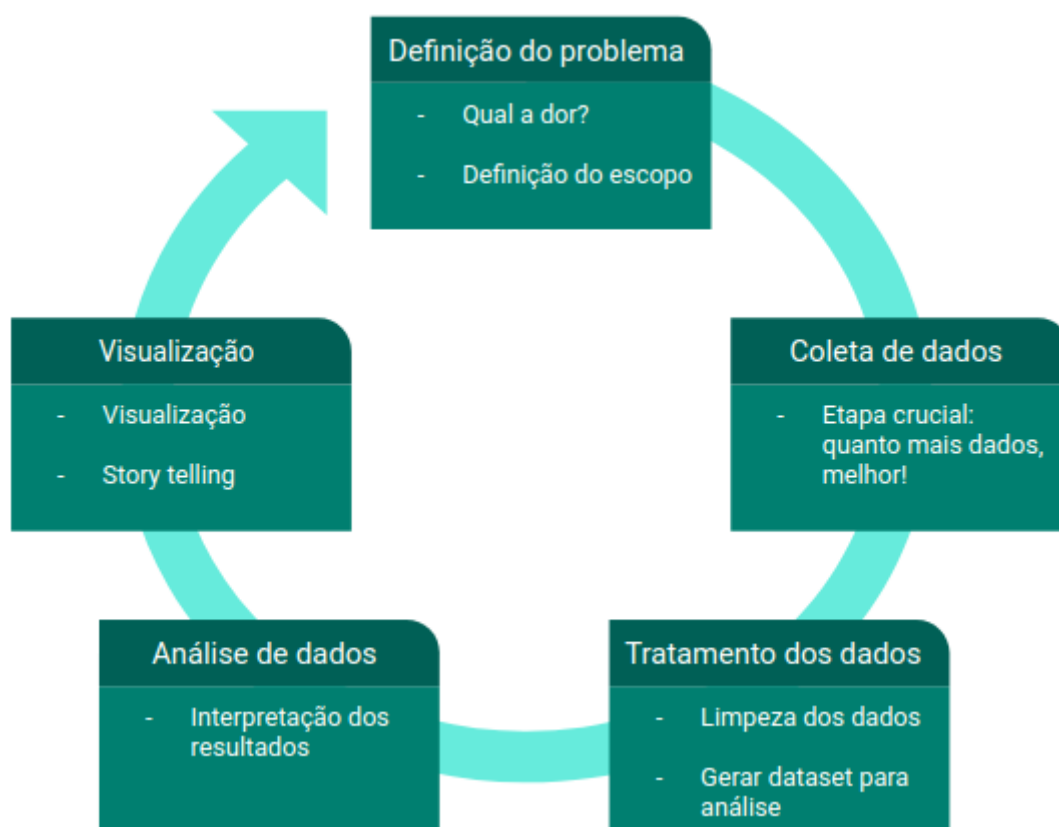 Definição do problema
- Qual a dor?
- Definição do escopo
Coleta de dados
- Etapa crucial:
quanto mais dados,
melhor!
Tratamento dos dados
- Limpeza dos dados
- Gerar dataset para
análise
Análise de dados
- Interpretação dos
resultados
Visualização
- Visualização
- Story telling